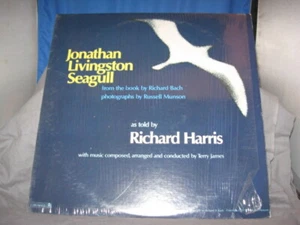 Jonathan
Livingston
Seagull
from the book by Richard Bach
photographs by Russell Munson
as told by
Richard Harris
with music composed, arranged and conducted by Terry James